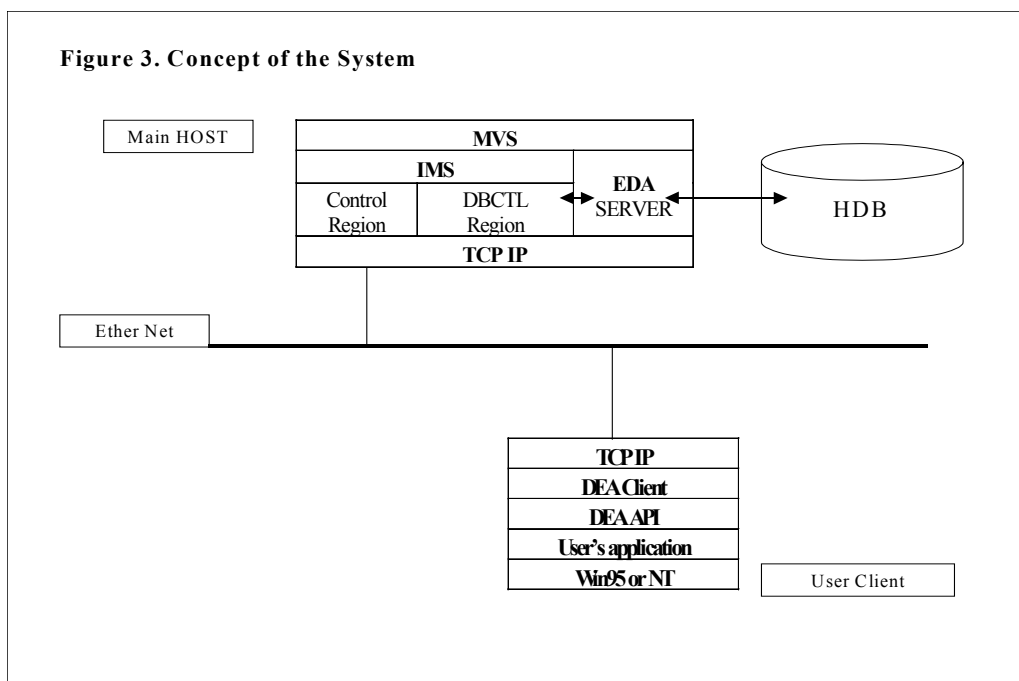 Figure 3. Concept of the System
Main HOST
MVS
IMS
Control
Region
DBCTL
Region
EDA
SERVER
TCP IP
HDB
Ether Net
TCP IP
DEA Client
DEA API
User's application
Win95 or NT
User Client